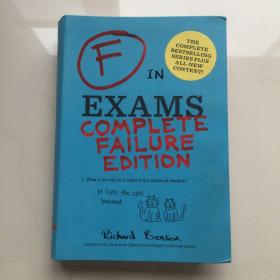 F IN
THE
COMPLETE
BESTSELLING
SERIES PLUS
ALL-NEW
CONTENT!
EXAMS
COMPLETE
FAILURE
EDITION
1. What is the role of a catalyst in a chemical reaction?
It lists the cats
involved.
Richard Benson